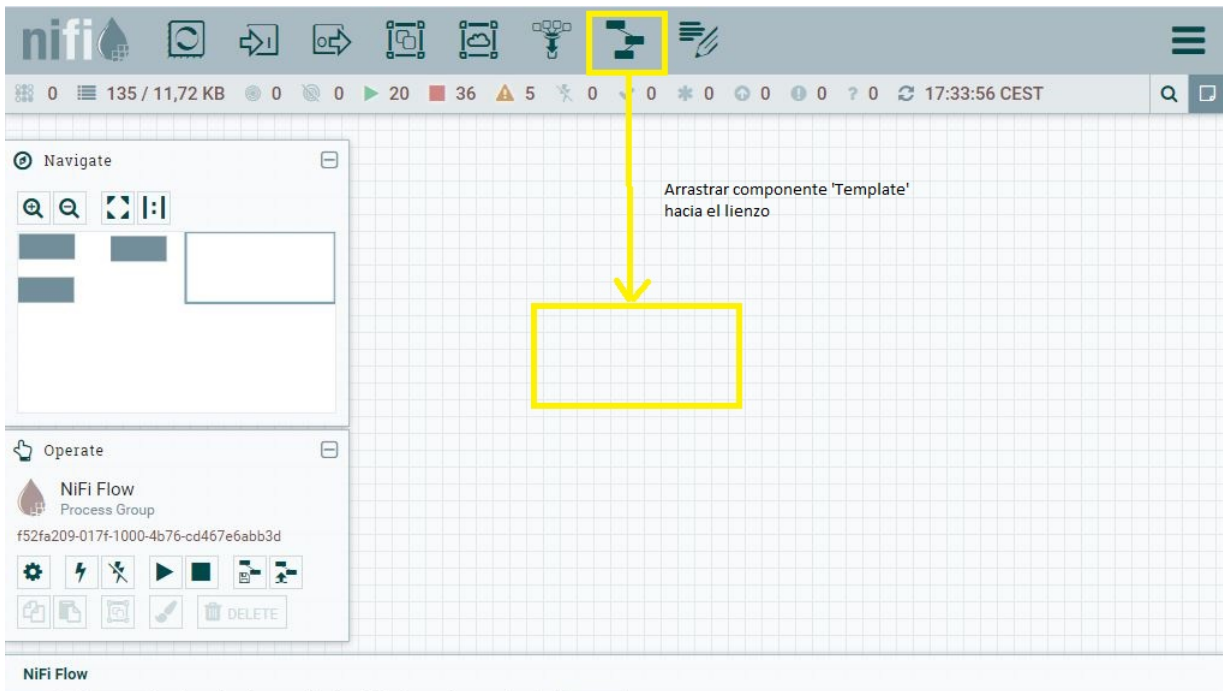 nifi
0 135 / 11,72 KB 0 0 20 36 5 0 0 0 0 0 ? 0 17:33:56 CEST
Navigate
Arrastrar componente 'Template'
hacia el lienzo
Operate
NiFi Flow
Process Group
f52fa209-017f-1000-4b76-cd467e6abb3d
DELETE
NiFi Flow